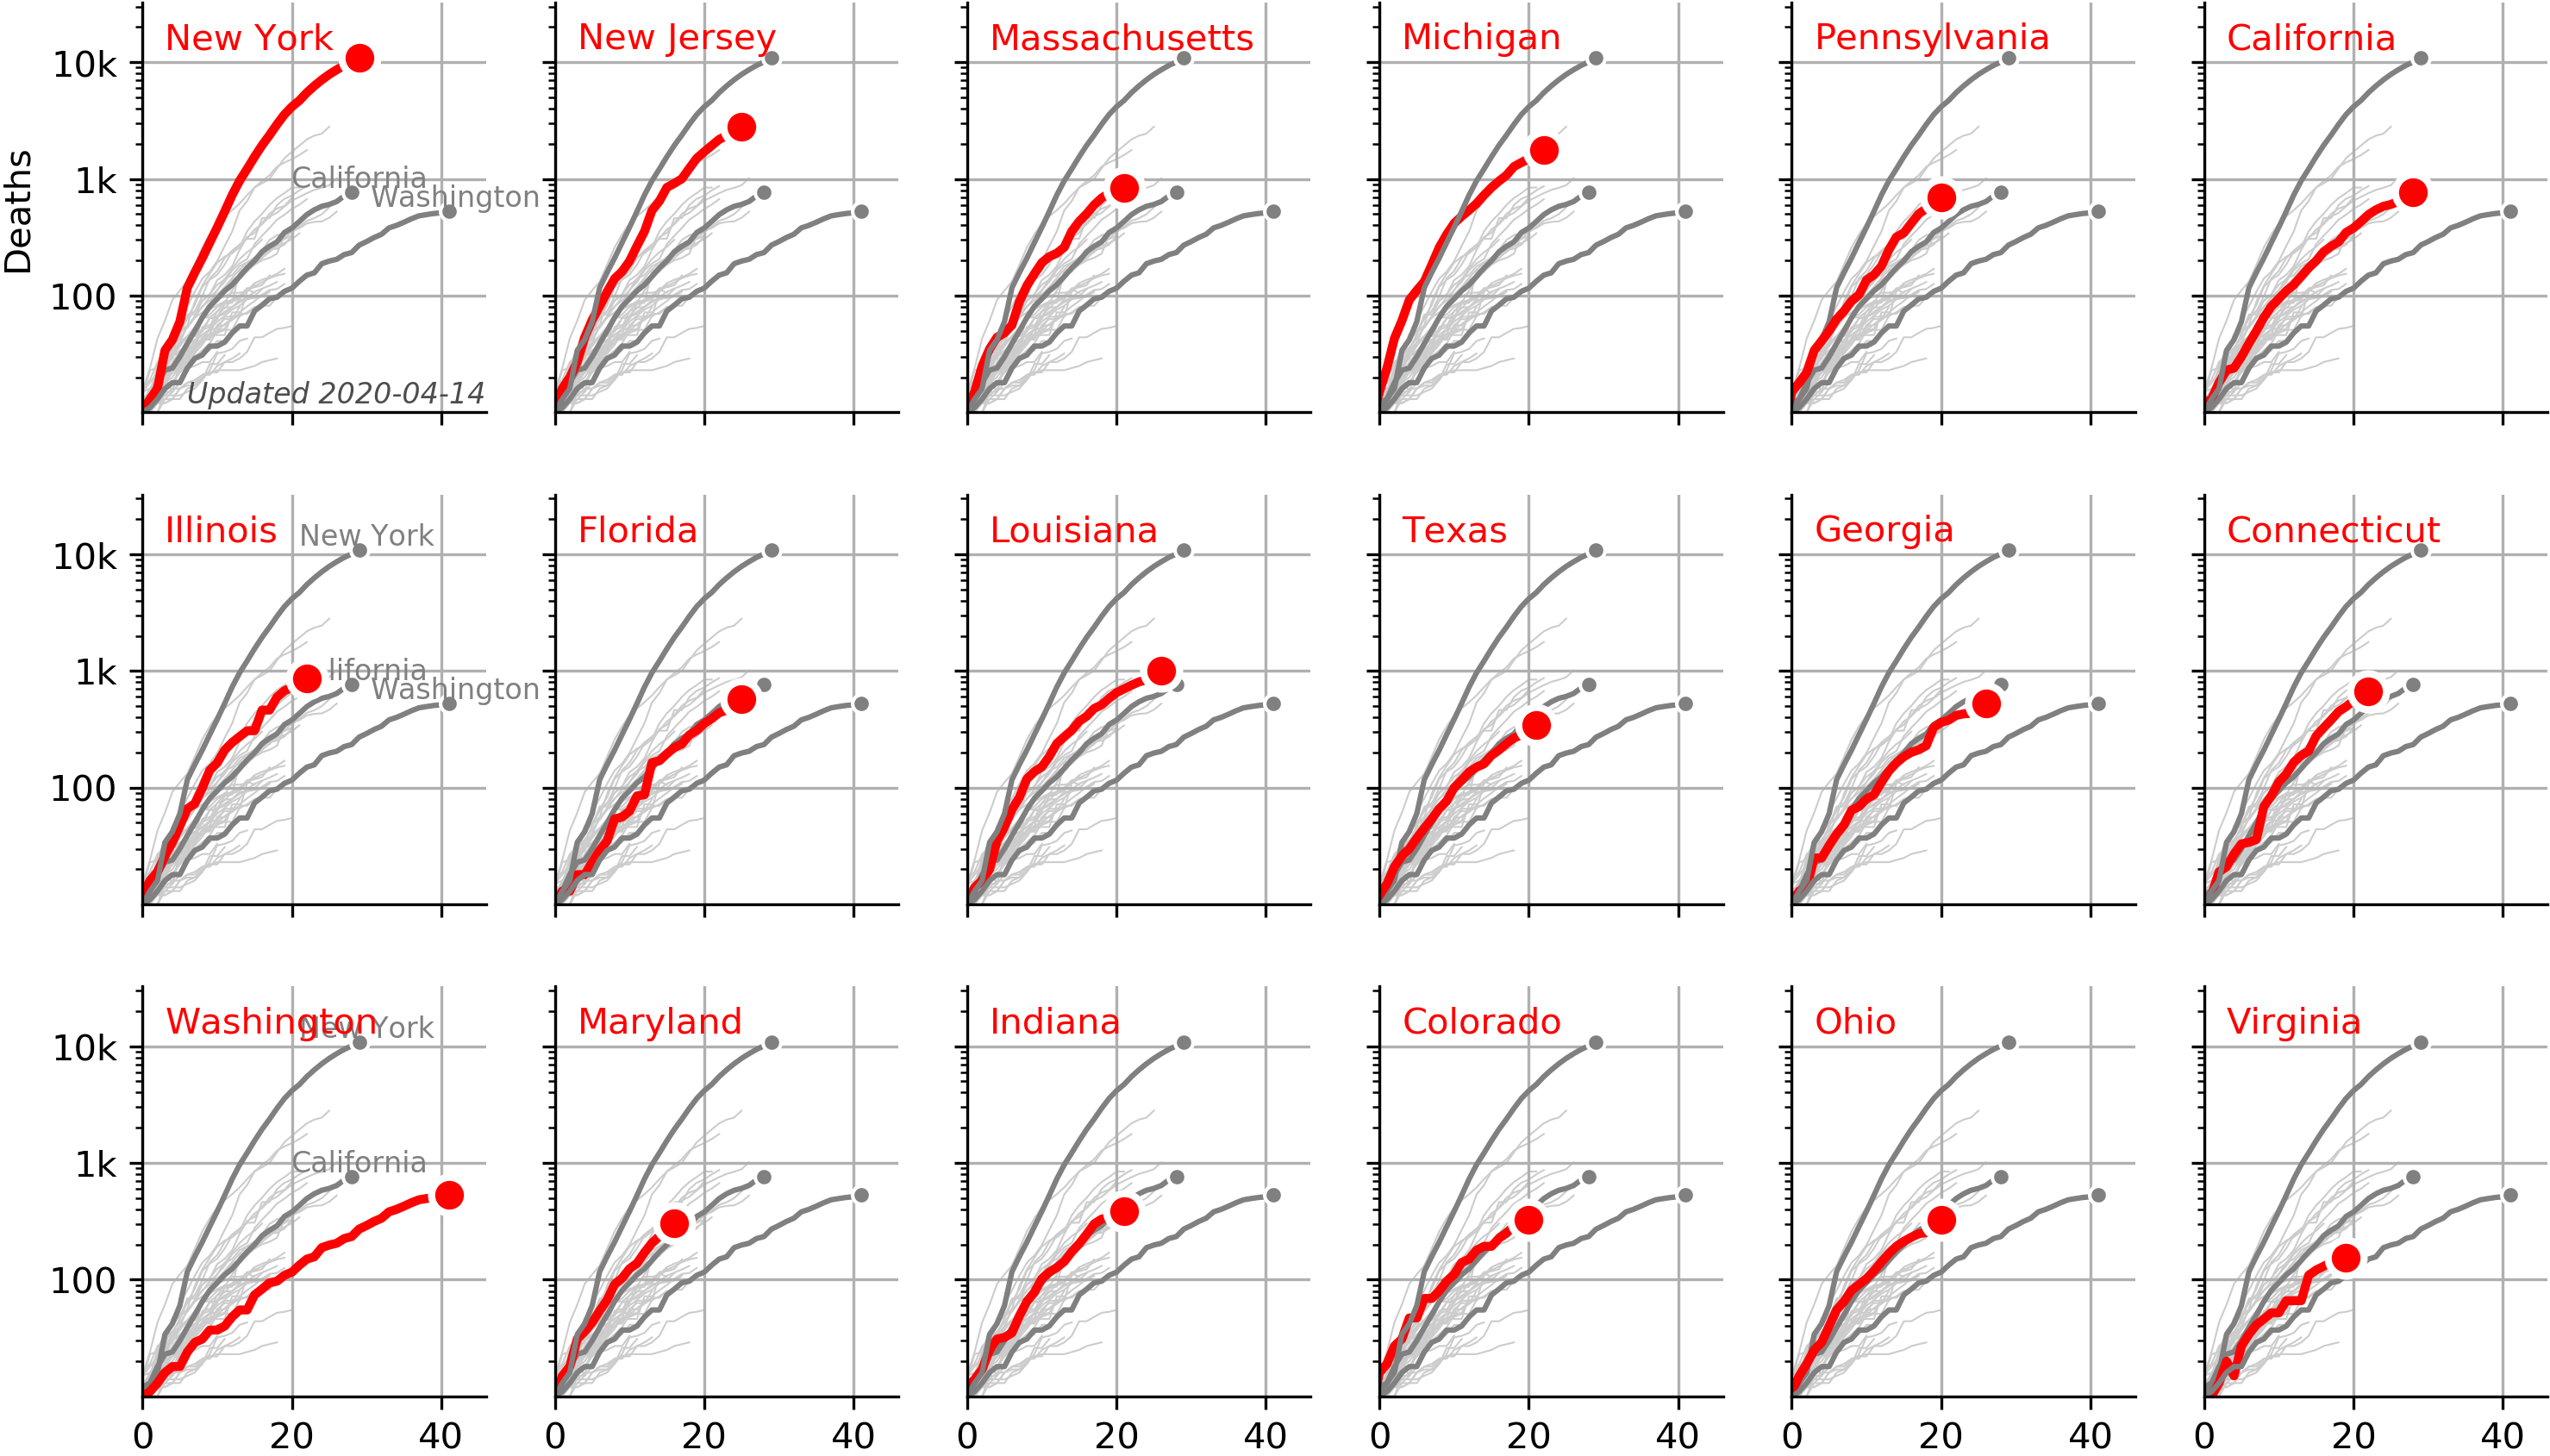 New York
New Jersey
Massachusetts
Michigan
Pennsylvania
California
10k
1k
100
Deaths
California
Washington
Updated 2020-04-14
Illinois
New York
Florida
Louisiana
Texas
Georgia
Connecticut
10k
1k
100
lifornia
Washington
Washington
New York
Maryland
Indiana
Colorado
Ohio
Virginia
10k
1k
100
California
0 20 40 0 20 40 0 20 40 0 20 40 0 20 40 0 20 40